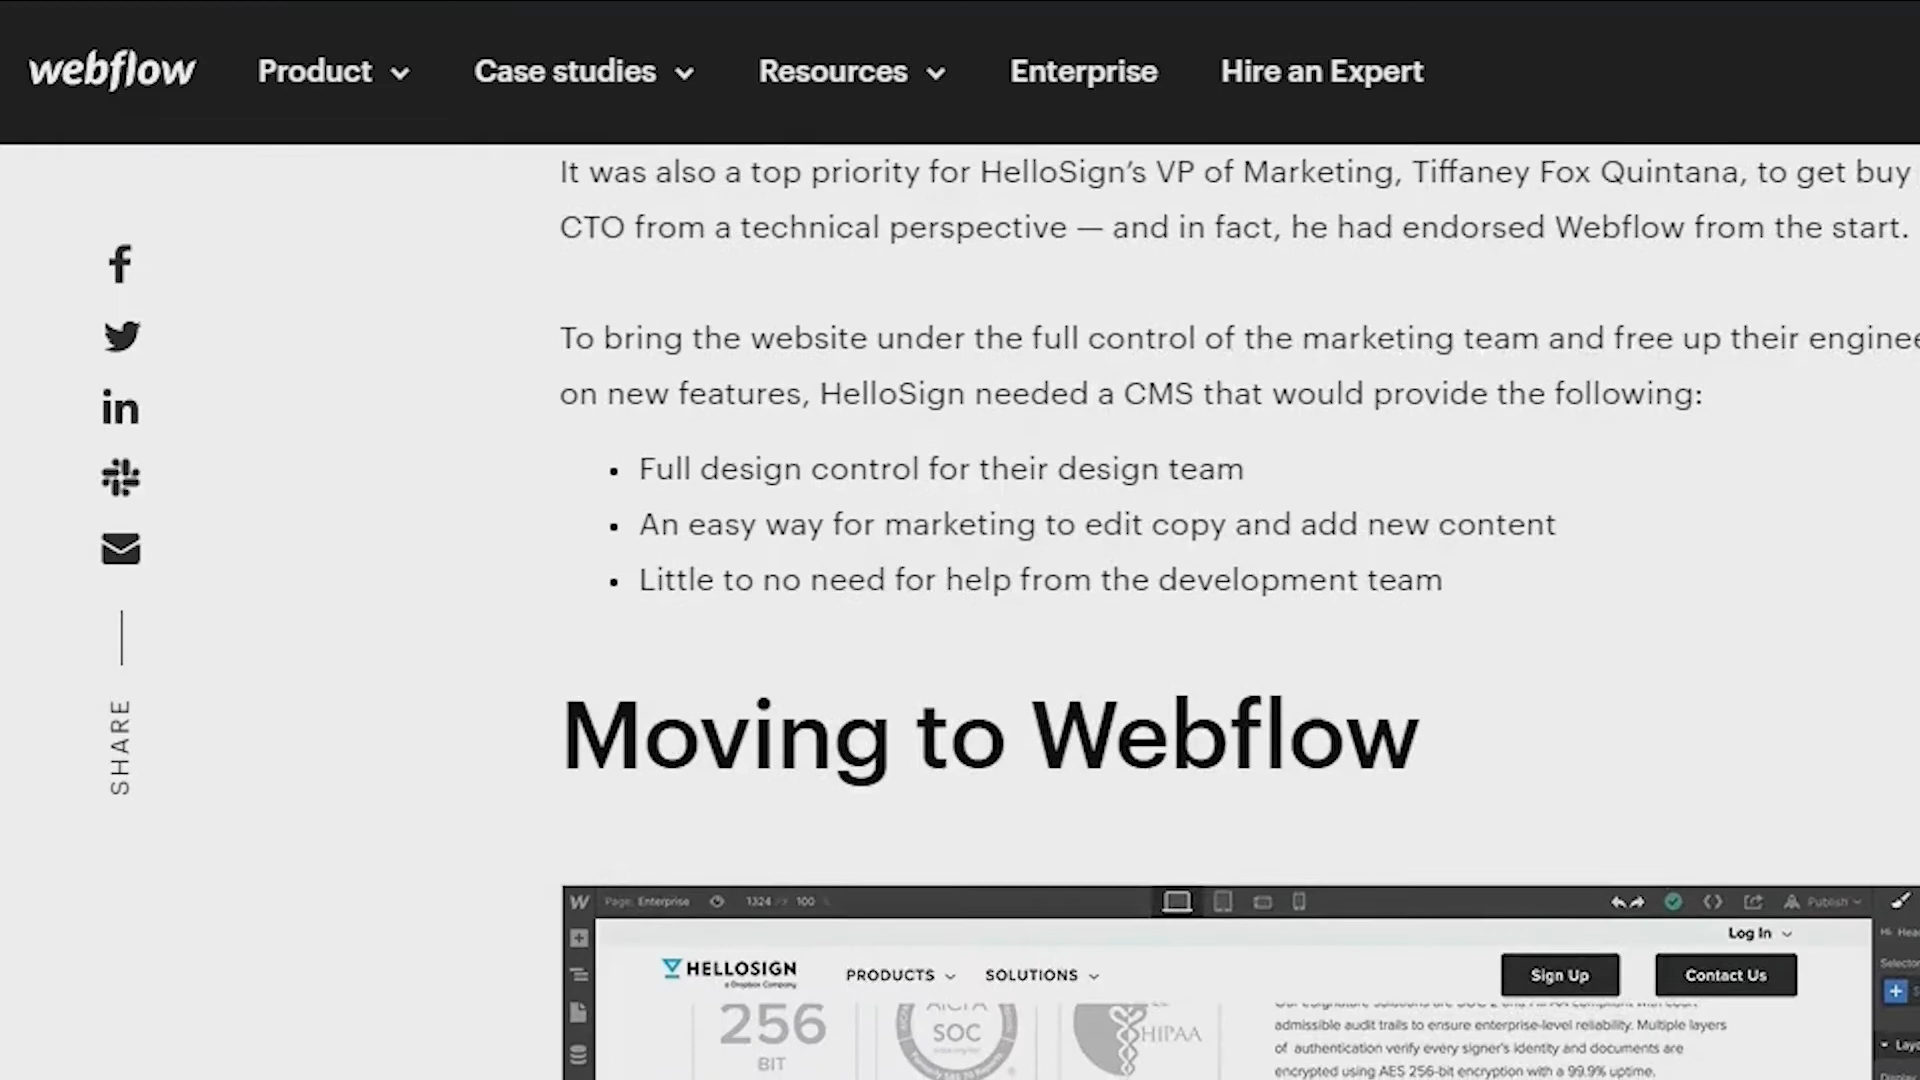 webflow Product Case studies Resources Enterprise Hire an Expert
It was also a top priority for HelloSign’s VP of Marketing, Tiffaney Fox Quintana, to get buy
CTO from a technical perspective — and in fact, he had endorsed Webflow from the start.
To bring the website under the full control of the marketing team and free up their enginee
on new features, HelloSign needed a CMS that would provide the following:
• Full design control for their design team
• An easy way for marketing to edit copy and add new content
• Little to no need for help from the development team
SHARE
Moving to Webflow
Page: Enterprise 1324 100 Publish
Log In
HELLOSIGN PRODUCTS SOLUTIONS Sign Up Contact Us
a Dropbox Company
256
BIT
SOC
HIPAA
admissible audit trails to ensure enterprise-level reliability. Multiple layers
of authentication verify every signer's identity and documents are
encrypted using AES 256-bit encryption with a 99.9% uptime.